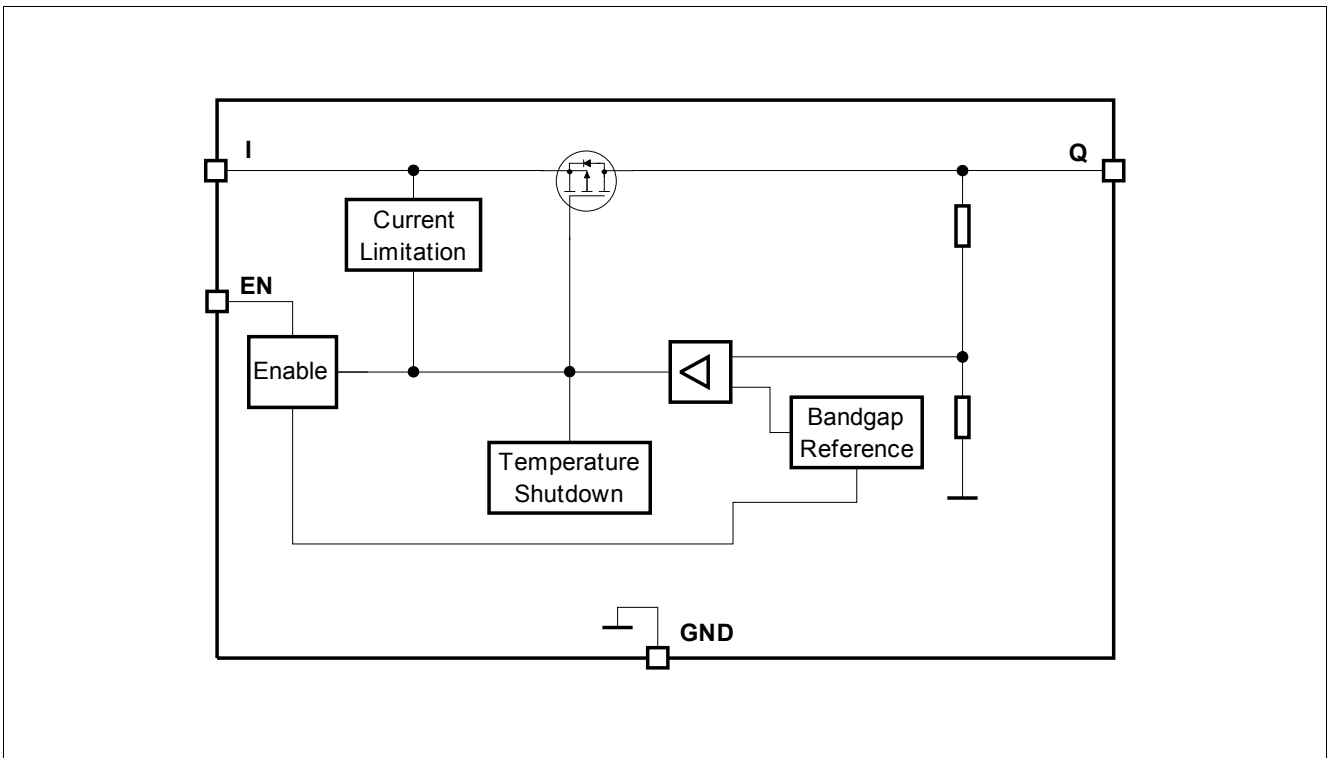 I
Q
Current
Limitation
EN
Enable
Bandgap
Reference
Temperature
Shutdown
GND